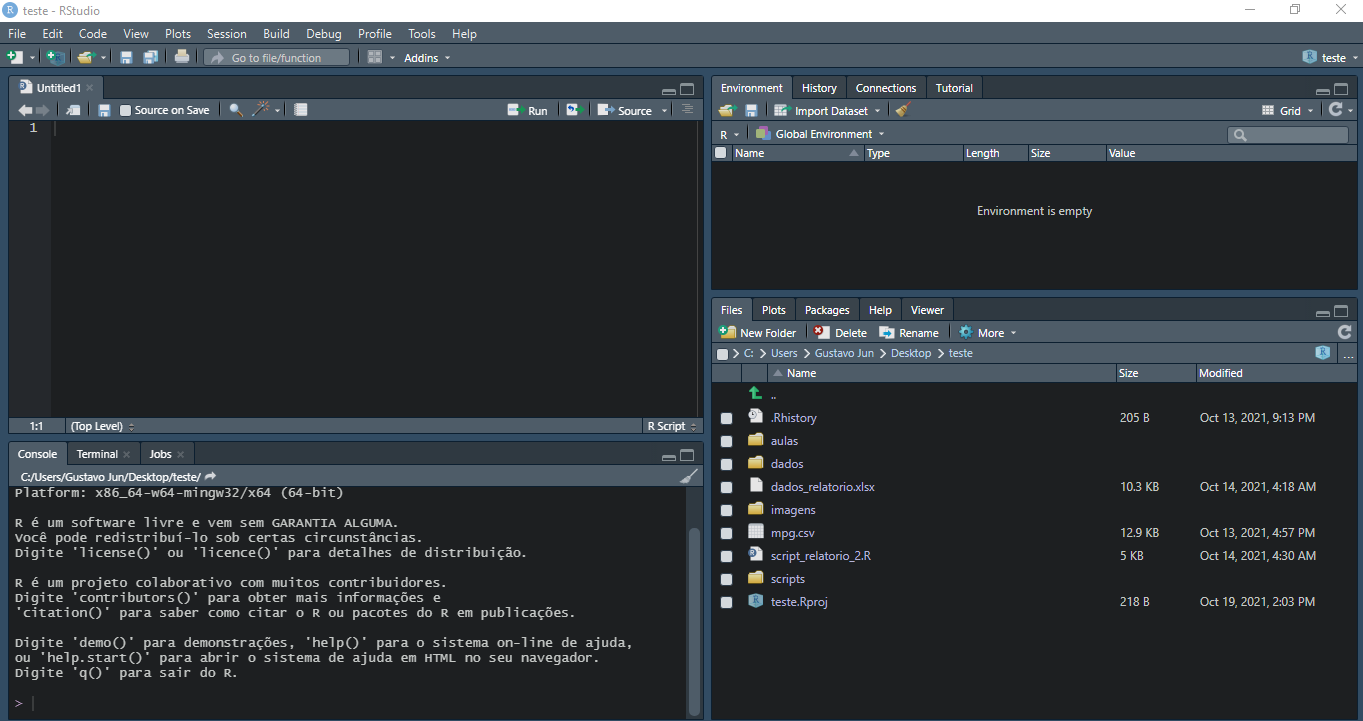 teste - RStudio
File Edit Code View Plots Session Build Debug Profile Tools Help
Go to file/function Addins teste
Untitled1
Source on Save Run Source
1
1:1 (Top Level) R Script
Console Terminal Jobs
C:/Users/Gustavo Jun/Desktop/teste/
Platform: x86_64-w64-mingw32/x64 (64-bit)
R é um software livre e vem sem GARANTIA ALGUMA.
Você pode redistribuí-lo sob certas circunstâncias.
Digite 'license()' ou 'licence()' para detalhes de distribuição.
R é um projeto colaborativo com muitos contribuidores.
Digite 'contributors()' para obter mais informações e
'citation()' para saber como citar o R ou pacotes do R em publicações.
Digite 'demo()' para demonstrações, 'help()' para o sistema on-line de ajuda,
ou 'help.start()' para abrir o sistema de ajuda em HTML no seu navegador.
Digite 'q()' para sair do R.
>
Environment History Connections Tutorial
Import Dataset Grid
R Global Environment
Name Type Length Size Value
Environment is empty
Files Plots Packages Help Viewer
New Folder Delete Rename More
C: Users Gustavo Jun Desktop teste ...
Name Size Modified
..
.Rhistory 205 B Oct 13, 2021, 9:13 PM
aulas
dados
dados_relatorio.xlsx 10.3 KB Oct 14, 2021, 4:18 AM
imagens
mpg.csv 12.9 KB Oct 13, 2021, 4:57 PM
script_relatorio_2.R 5 KB Oct 14, 2021, 4:30 AM
scripts
teste.Rproj 218 B Oct 19, 2021, 2:03 PM